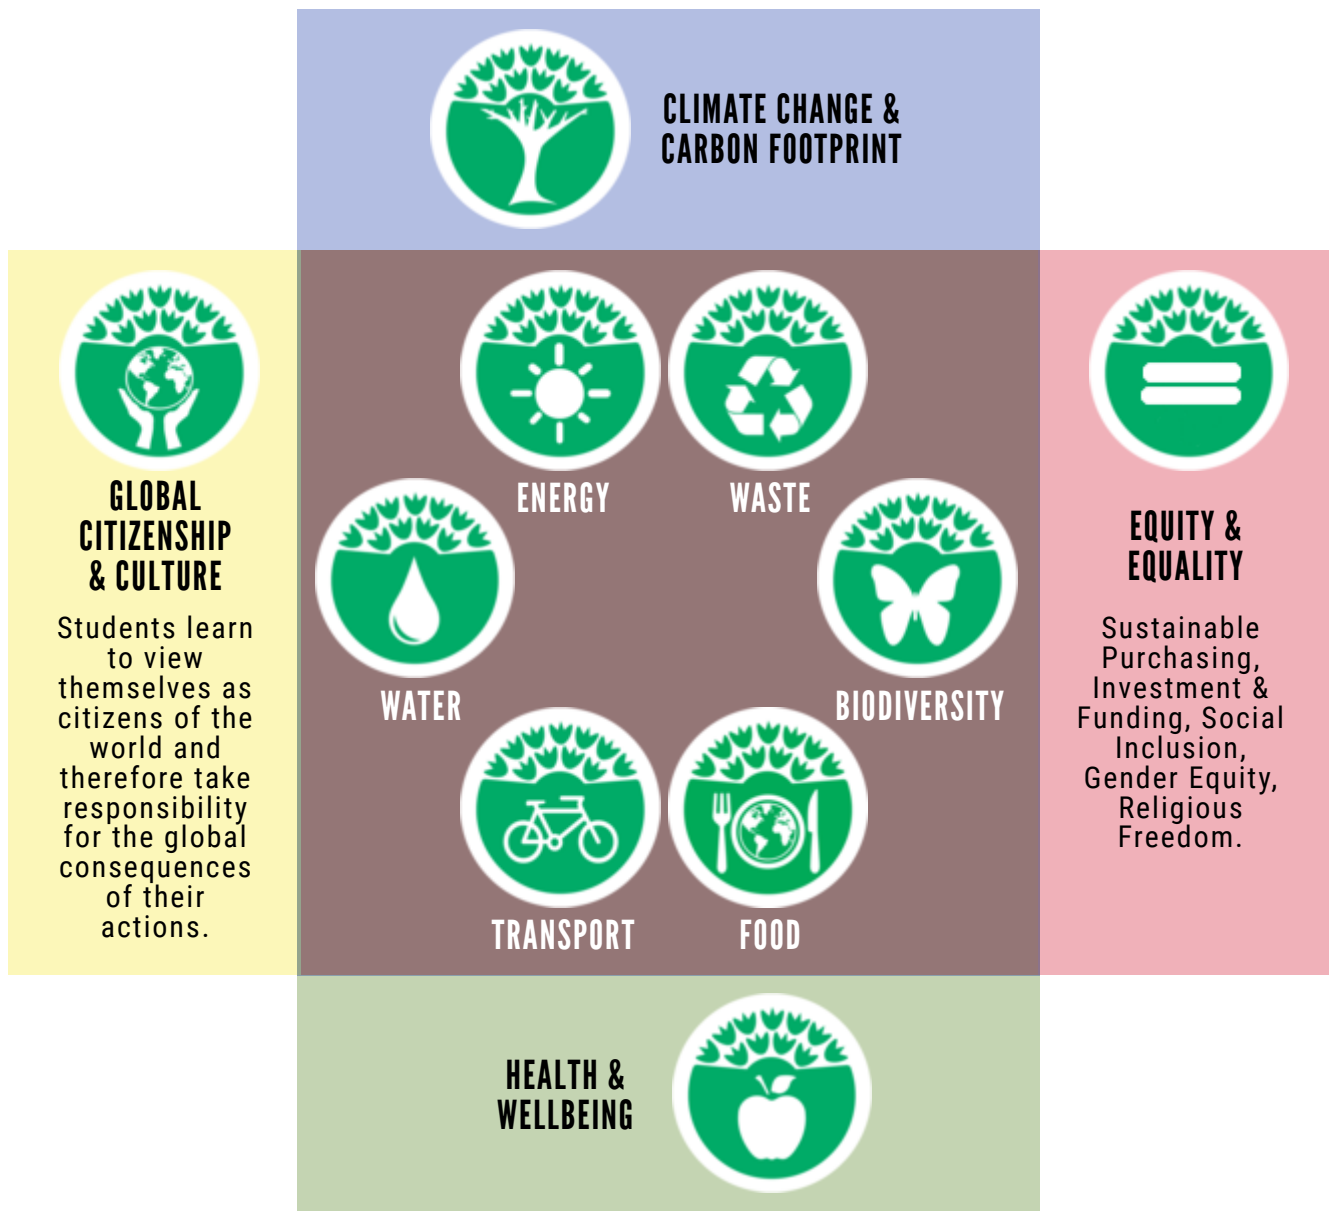 CLIMATE CHANGE &
CARBON FOOTPRINT
GLOBAL
CITIZENSHIP
& CULTURE
Students learn
to view
themselves as
citizens of the
world and
therefore take
responsibility
for the global
consequences
of their
actions.
ENERGY
WASTE
WATER
BIODIVERSITY
TRANSPORT
FOOD
EQUITY &
EQUALITY
Sustainable
Purchasing,
Investment &
Funding, Social
Inclusion,
Gender Equity,
Religious
Freedom.
HEALTH &
WELLBEING